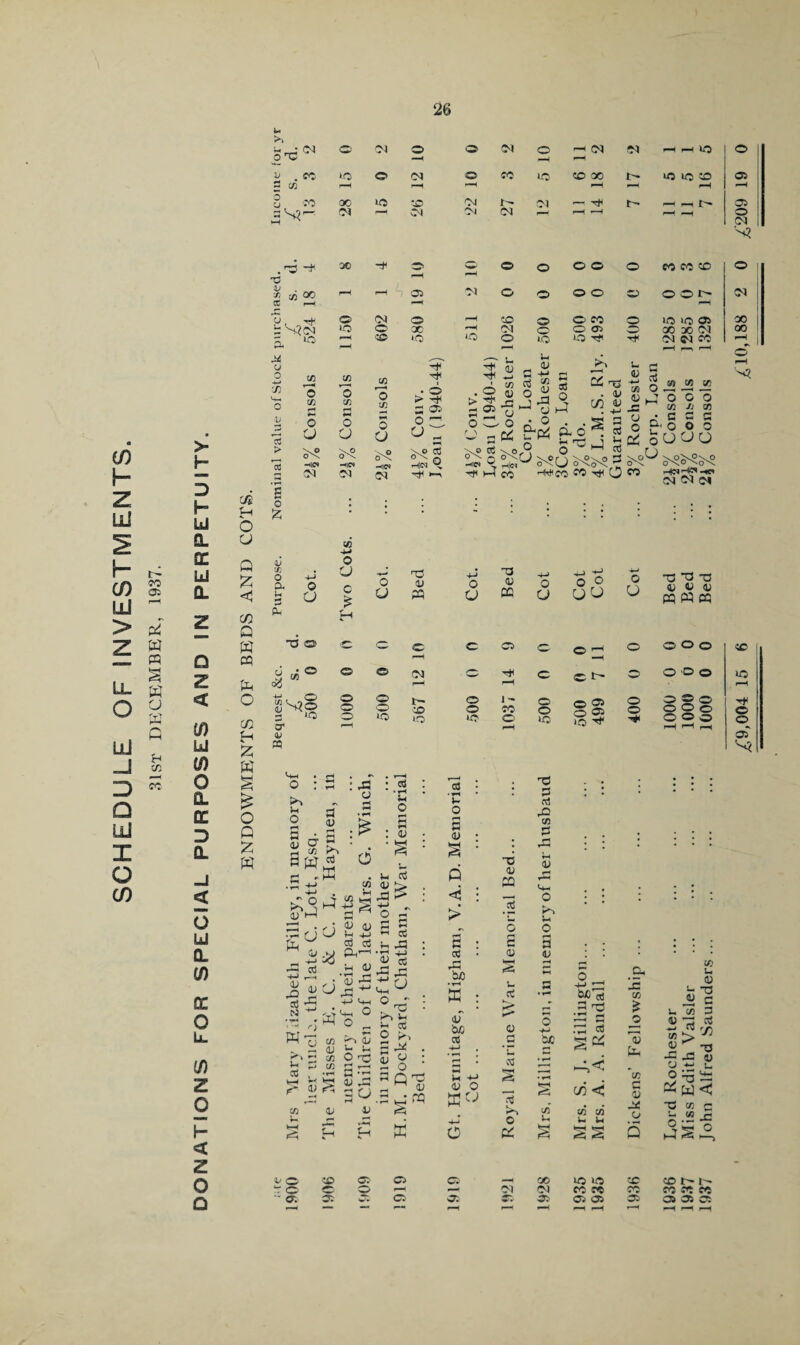 26
SCHEDULE OF INVESTMENTS.
31ST DECEMBER, 1937.
DONATIONS FOR SPECIAL PURPOSES AND IN PERPETUITY.
ENDOWMENTS OF BEDS AND COTS.
Bequests &c. Purpose. Nominal value of stock purchased. Income for yr
£ s. d. £ s. d. £ s. d.
1900 Mrs Mary Elizabeth Filley, in memory of
her uncle, the late C. Lott, Esq. ... 500 0 0 Cot. 2½% Consols 524 18 4 13 3 2
1906 The Misses E. C. & C. L. Haymen, in
memory of their parents ... 1000 0 0 Two Cots. ... 2½% Consols 1150 1 8 28 15 0
1909 The Children of the late Mrs. G. Winch,
in memory of their mother ... 500 0 0 Cot. 2½% Consols 602 1 4 15 0 2
1919 H. M. Dockyard, Chatham, War Memorial
Bed ... 567 12 10 Bed 4½% Conv.
Loan (1940-44) 580 19 10 26 12 10
1919 Gt. Hermitage, Higham, V.A.D. Memorial
Cot ... 500 0 0 Cot. 4½% Conv.
Loan (1940-44) 511 2 10 22 10 0
1921 Royal Marine War Memorial Bed... 1037 14 9 Bed 3½% Rochester
Corp. Loan 1026 0 0 27 3 2
1928 Mrs. Millington, in memory of her husband 500 0 0 Cot 3% Rochester
Corp. Loan 500 0 0 12 5 10
1935 Mrs. S. J. Millington... 500 0 0 Cot 3% do. 500 0 0 11 6 1
1935 Mrs. A. A. Randall ... 499 7 11 Cot 4% L.M.S. Rly.
Guaranteed 493 0 0 14 18 2
1936 Dickens' Fellowship ... 400 0 0 Cot 3% Rochester
Corp. Loan 400 0 0 7 17 2
1936 Lord Rochester ... 1000 0 0 Bed 2½% Consols 1285 0 3 11 5 1
1937 Miss Edith Valsler ... 1000 0 0 Bed 2½% Consols 1285 0 3 11 5 1
1937 John Alfred Saunders ... 1000 0 0 Bed 2½% Consols 1329 17 6 7 16 5
£9,004 15 6 £10,188 2 0 £209 19 0